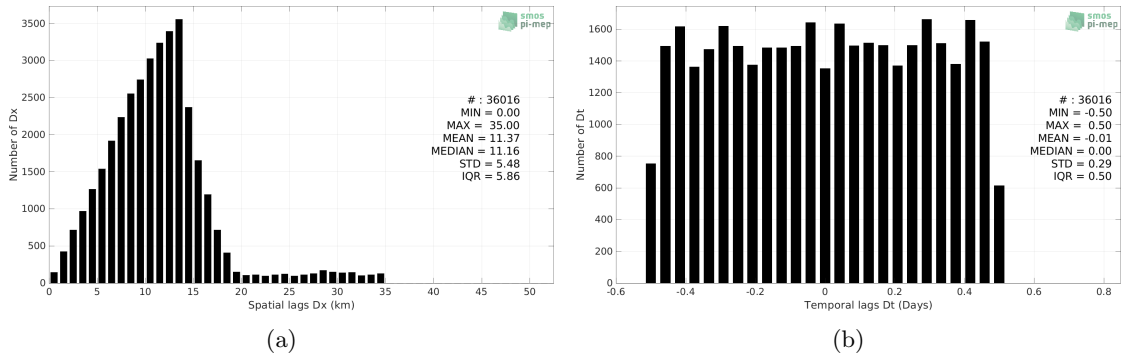 smos
pi-mep
Number of Dx
3500
3000
2500
2000
1500
1000
500
0
# : 36016
MIN = 0.00
MAX = 35.00
MEAN = 11.37
MEDIAN = 11.16
STD = 5.48
IQR = 5.86
0 5 10 15 20 25 30 35 40 45 50
Spatial lags Dx (km)
(a)
smos
pi-mep
Number of Dt
1600
1400
1200
1000
800
600
400
200
0
# : 36016
MIN = -0.50
MAX = 0.50
MEAN = -0.01
MEDIAN = 0.00
STD = 0.29
IQR = 0.50
-0.6 -0.4 -0.2 0 0.2 0.4 0.6 0.8
Temporal lags Dt (Days)
(b)